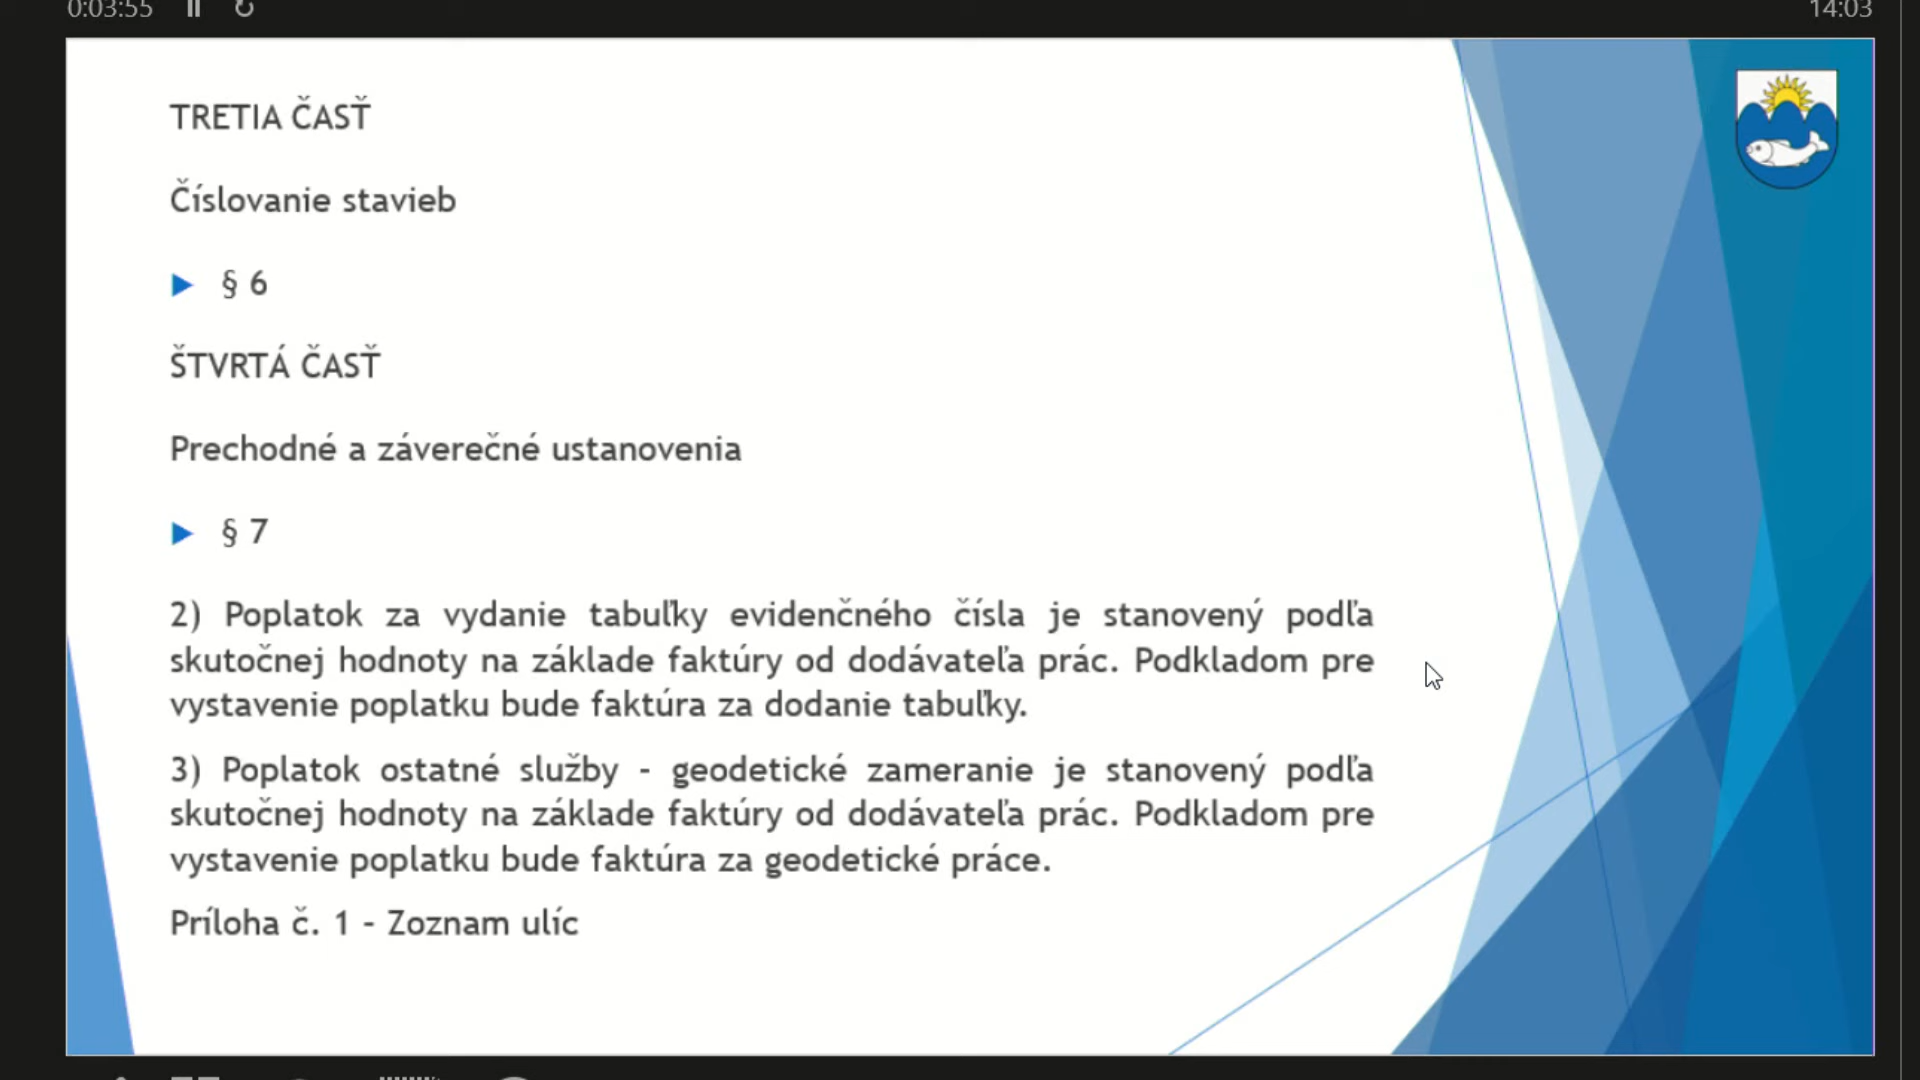 0:03:55
14:03
TRETIA ČASŤ
Číslovanie stavieb
§ 6
ŠTVRTÁ ČASŤ
Prechodné a záverečné ustanovenia
§ 7
2) Poplatok za vydanie tabuľky evidenčného čísla je stanovený podľa
skutočnej hodnoty na základe faktúry od dodávateľa prác. Podkladom pre
vystavenie poplatku bude faktúra za dodanie tabuľky.
3) Poplatok ostatné služby - geodetické zameranie je stanovený podľa
skutočnej hodnoty na základe faktúry od dodávateľa prác. Podkladom pre
vystavenie poplatku bude faktúra za geodetické práce.
Príloha č. 1 – Zoznam ulíc